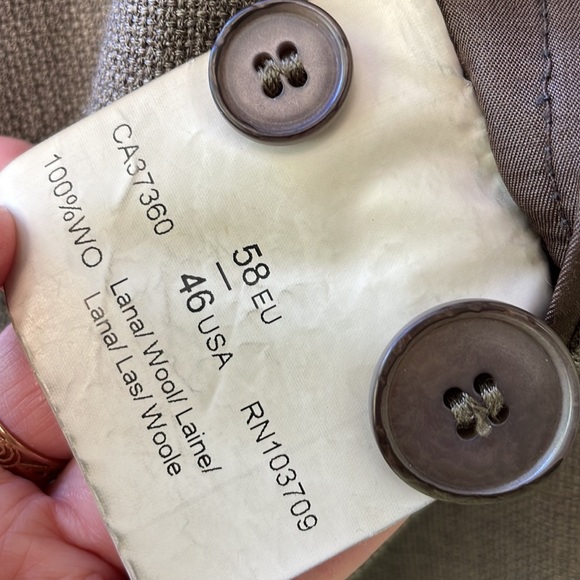 58 EU
46 USA
CA37360
RN103709
100%WO
Lana/ Wool/ Laine/
Lana/ Las/ Woole